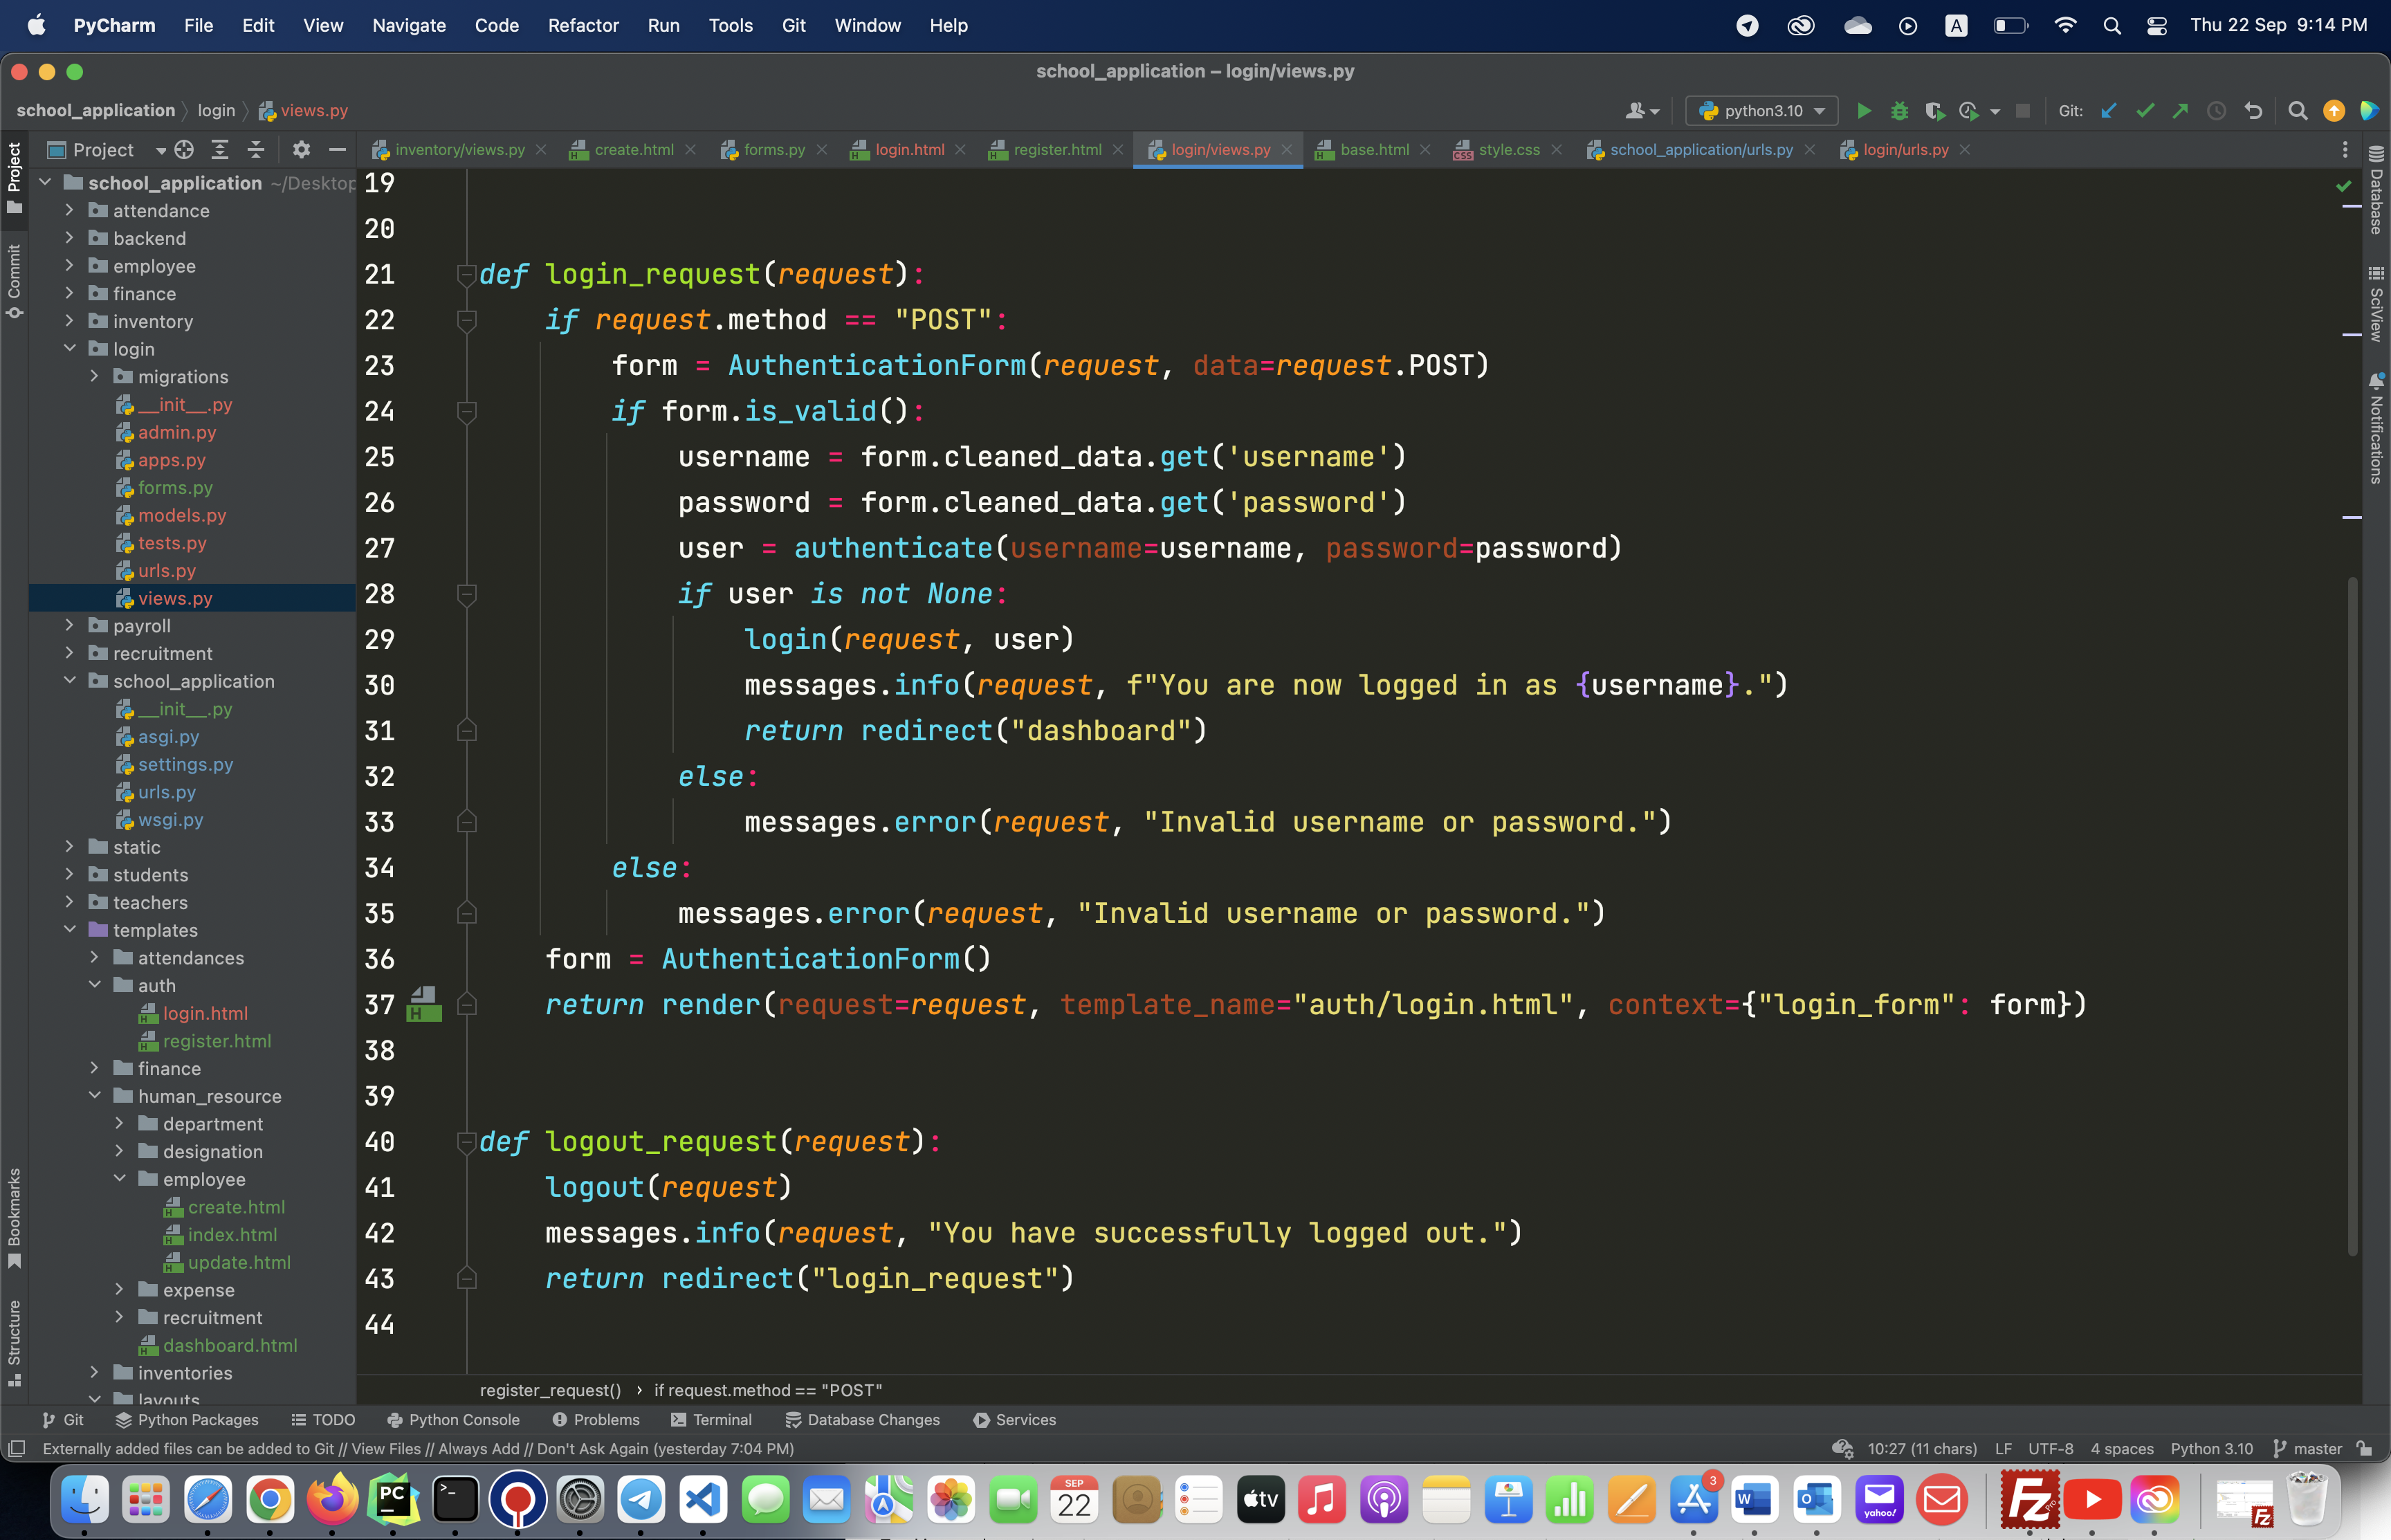 PyCharm File Edit View Navigate Code Refactor Run Tools Git Window Help A Thu 22 Sep 9:14 PM
school_application – login/views.py
school_application login views.py python3.10 Git:
Project
inventory/views.py create.html forms.py login.html register.html login/views.py base.html style.css school_application/urls.py login/urls.py
Project
Commit
Bookmarks
Structure
school_application ~/Desktop
attendance
backend
employee
finance
inventory
login
migrations
__init__.py
admin.py
apps.py
forms.py
models.py
tests.py
urls.py
views.py
payroll
recruitment
school_application
__init__.py
asgi.py
settings.py
urls.py
wsgi.py
static
students
teachers
templates
attendances
auth
login.html
register.html
finance
human_resource
department
designation
employee
create.html
index.html
update.html
expense
recruitment
dashboard.html
inventories
layouts
19
20
21 def login_request(request):
22 if request.method == "POST":
23 form = AuthenticationForm(request, data=request.POST)
24 if form.is_valid():
25 username = form.cleaned_data.get('username')
26 password = form.cleaned_data.get('password')
27 user = authenticate(username=username, password=password)
28 if user is not None:
29 login(request, user)
30 messages.info(request, f"You are now logged in as {username}.")
31 return redirect("dashboard")
32 else:
33 messages.error(request, "Invalid username or password.")
34 else:
35 messages.error(request, "Invalid username or password.")
36 form = AuthenticationForm()
37 return render(request=request, template_name="auth/login.html", context={"login_form": form})
38
39
40 def logout_request(request):
41 logout(request)
42 messages.info(request, "You have successfully logged out.")
43 return redirect("login_request")
44
Database
SciView
Notifications
register_request() › if request.method == "POST"
Git Python Packages TODO Python Console Problems Terminal Database Changes Services
Externally added files can be added to Git // View Files // Always Add // Don't Ask Again (yesterday 7:04 PM) 10:27 (11 chars) LF UTF-8 4 spaces Python 3.10 master
PC SEP 22 tv 3 W O yahoo! Fz Pro Fz